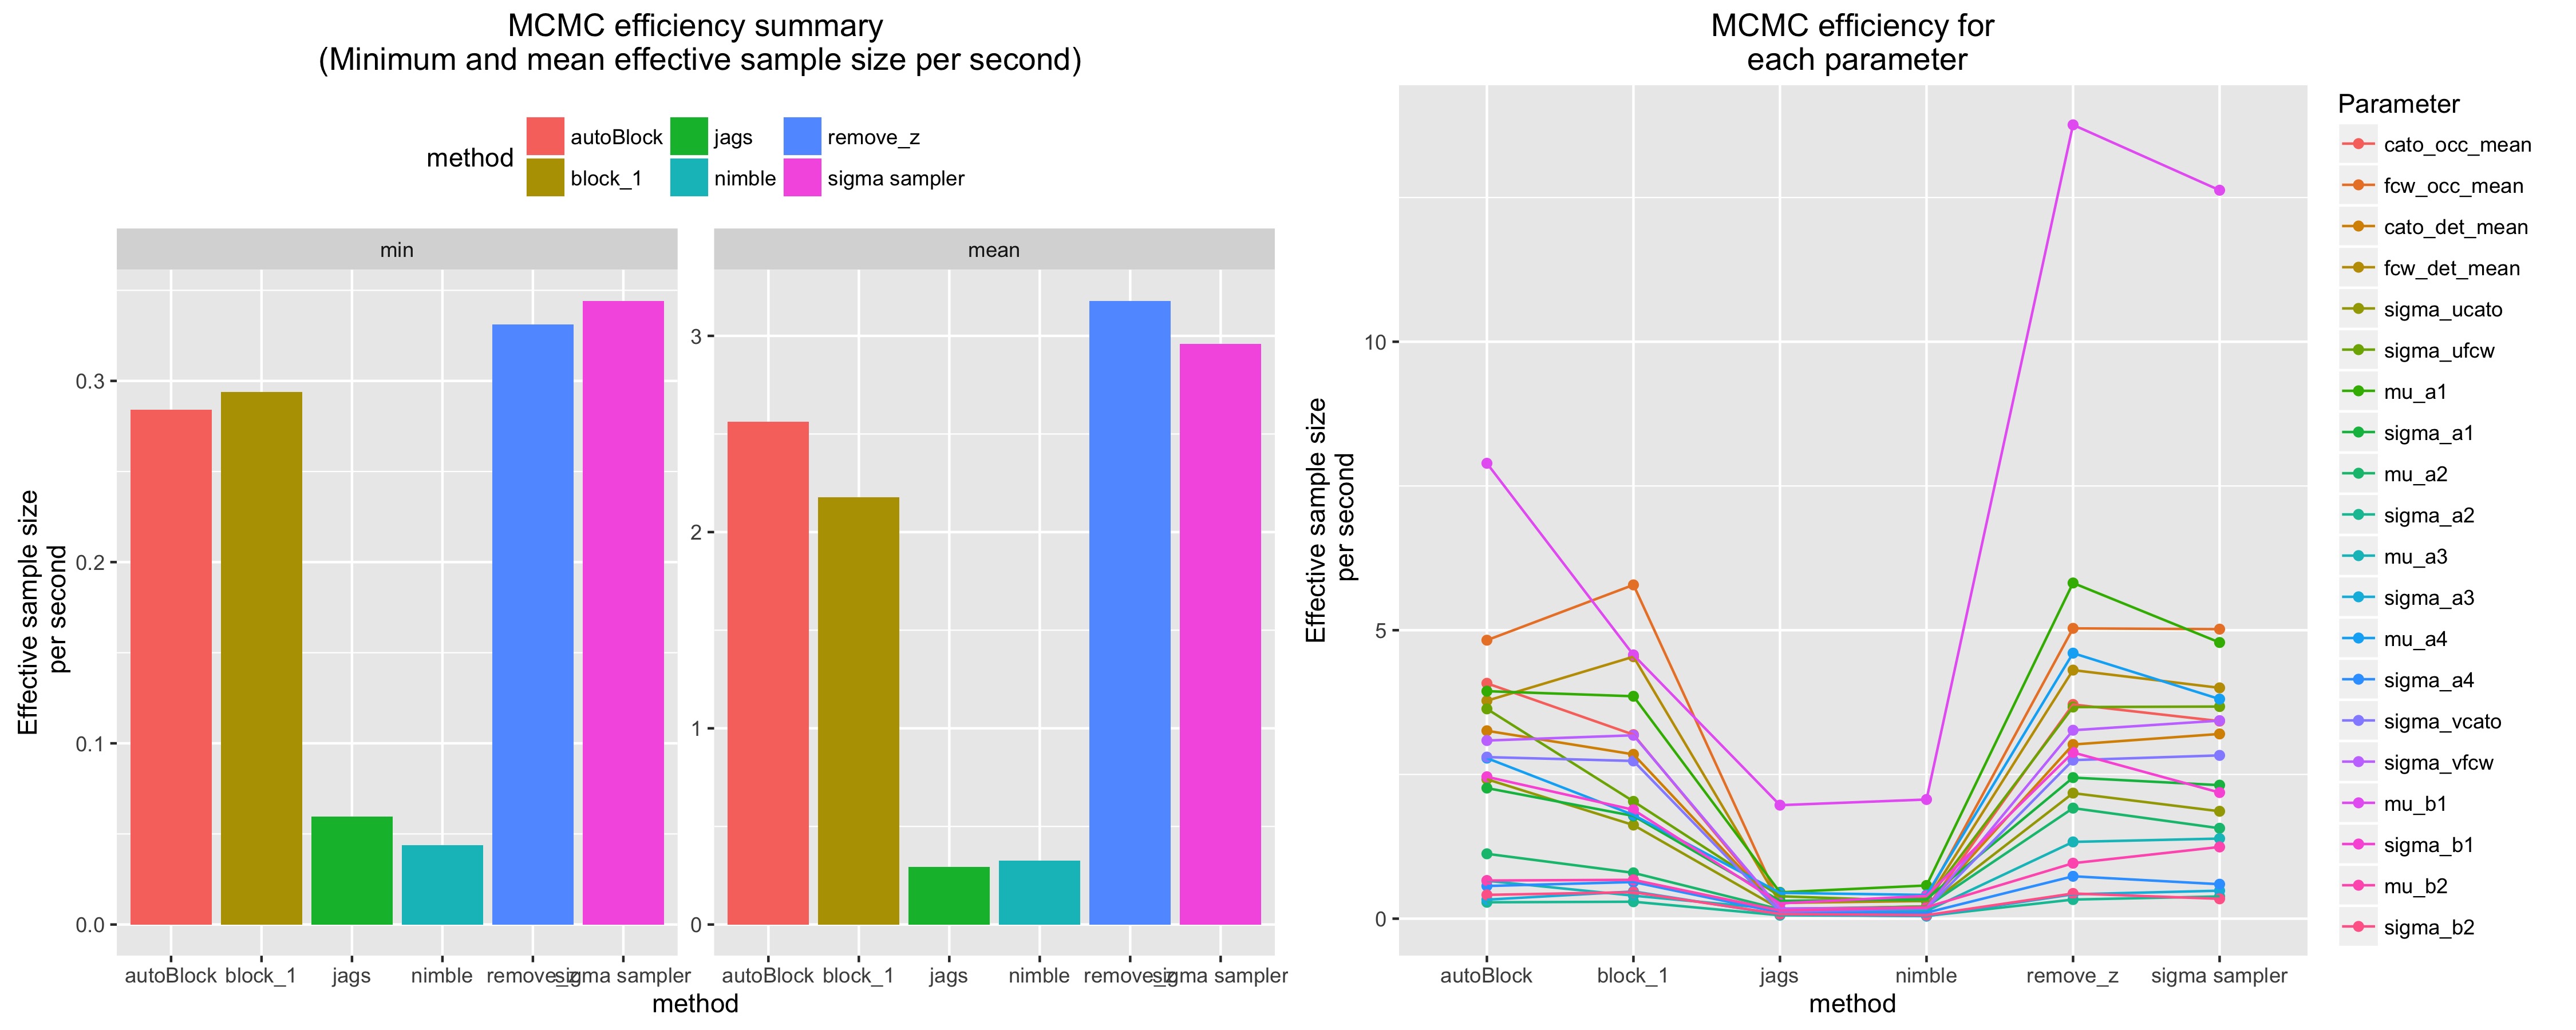 MCMC efficiency summary
(Minimum and mean effective sample size per second)
method
autoBlock
jags
remove_z
block_1
nimble
sigma sampler
min
mean
Effective sample size
per second
0.3
0.2
0.1
0.0
3
2
1
0
autoBlock
block_1
jags
nimble
remove_z
sigma sampler
autoBlock
block_1
jags
nimble
remove_z
sigma sampler
method
MCMC efficiency for
each parameter
Effective sample size
per second
10
5
0
autoBlock
block_1
jags
nimble
remove_z
sigma sampler
method
Parameter
cato_occ_mean
fcw_occ_mean
cato_det_mean
fcw_det_mean
sigma_ucato
sigma_ufcw
mu_a1
sigma_a1
mu_a2
sigma_a2
mu_a3
sigma_a3
mu_a4
sigma_a4
sigma_vcato
sigma_vfcw
mu_b1
sigma_b1
mu_b2
sigma_b2